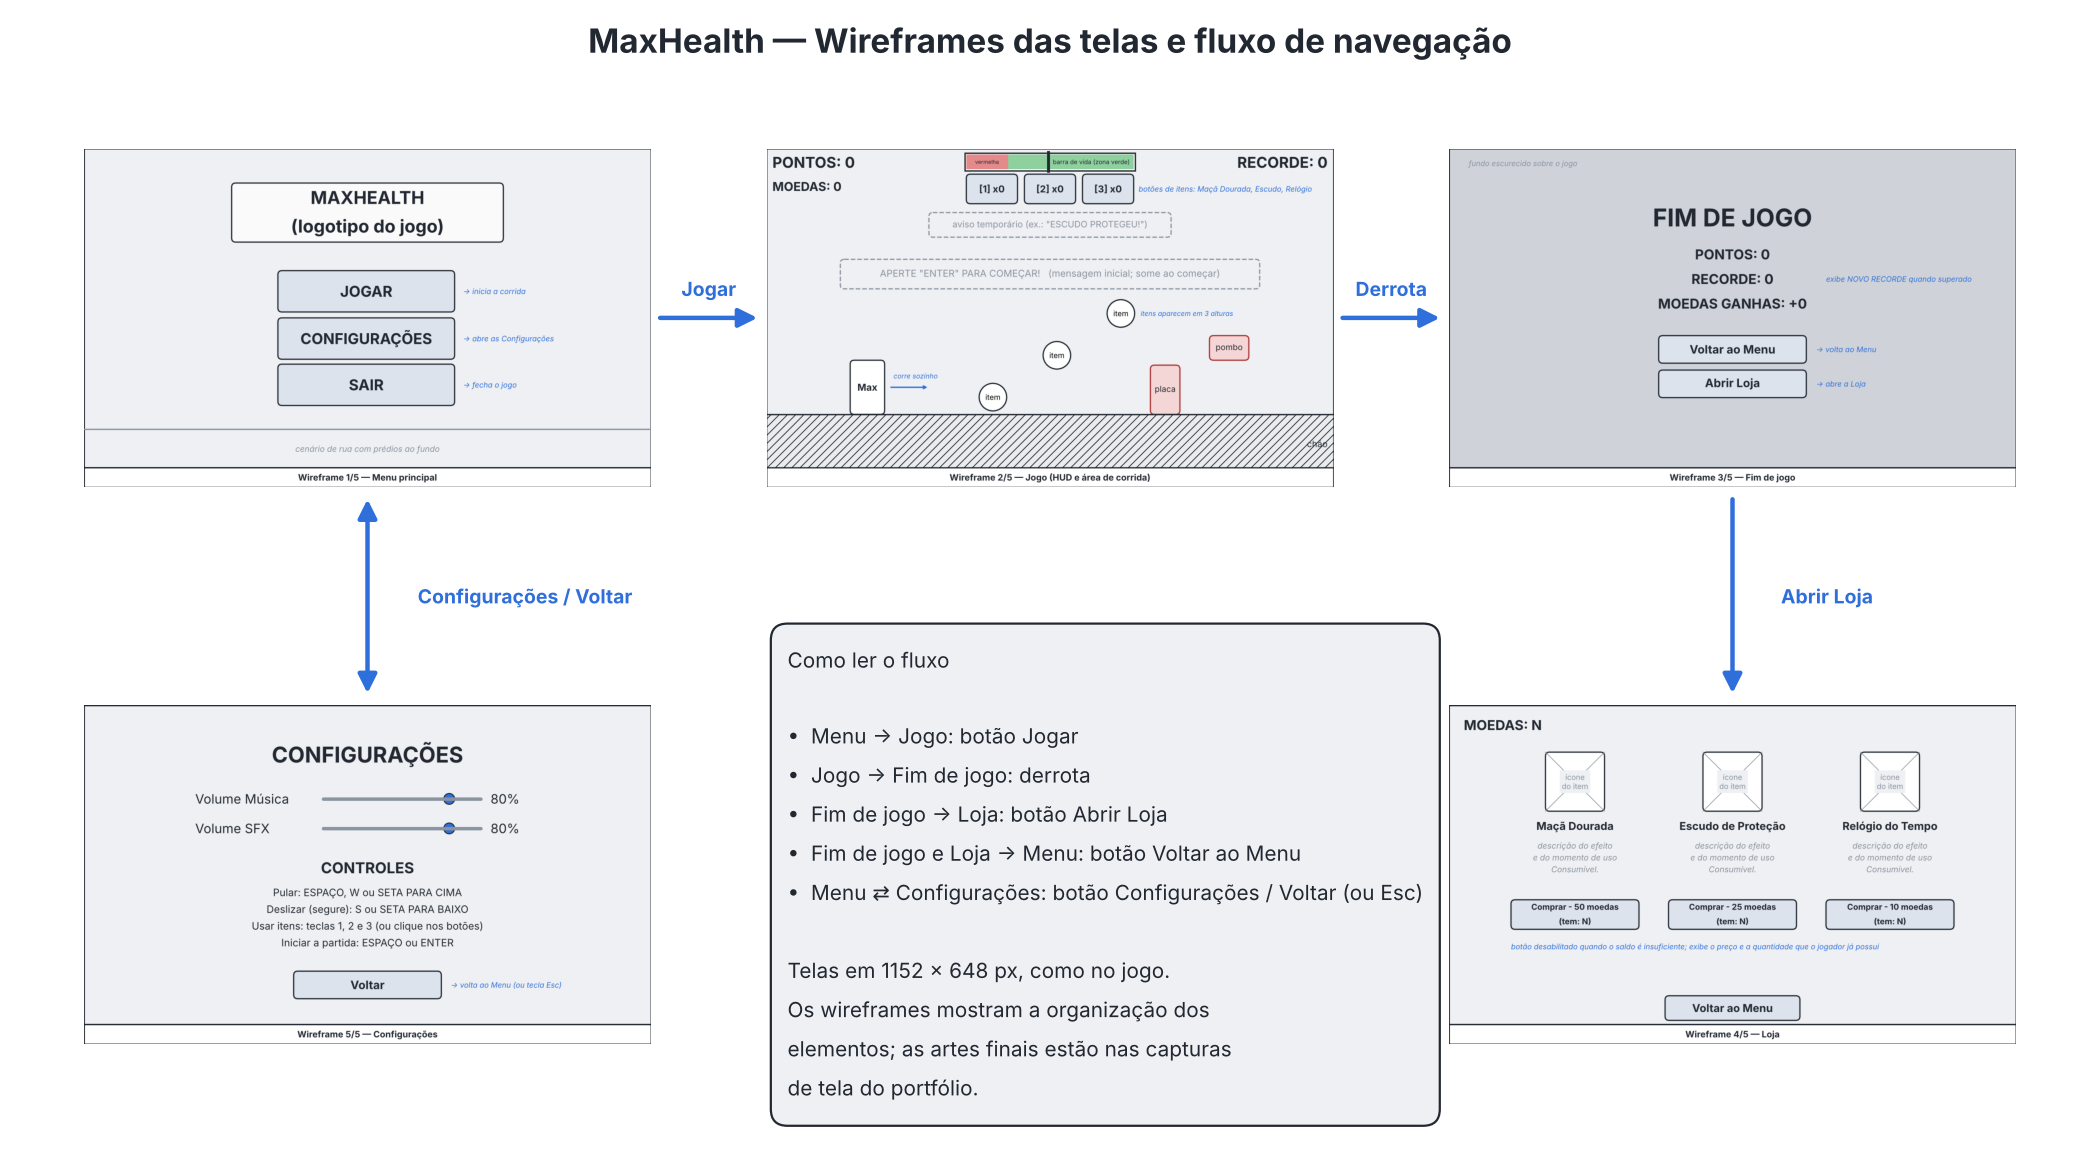 MaxHealth — Wireframes das telas e fluxo de navegação
MAXHEALTH
(logotipo do jogo)
JOGAR
→ inicia a corrida
CONFIGURAÇÕES
→ abre as Configurações
SAIR
→ fecha o jogo
cenário de rua com prédios ao fundo
Wireframe 1/5 — Menu principal
Jogar
PONTOS: 0
vermelha
barra de vida (zona verde)
RECORDE: 0
MOEDAS: 0
[1] x0
[2] x0
[3] x0
botões de itens: Maçã Dourada, Escudo, Relógio
aviso temporário (ex.: "ESCUDO PROTEGEU!")
APERTE "ENTER" PARA COMEÇAR! (mensagem inicial; some ao começar)
item
itens aparecem em 3 alturas
item
pombo
Max
corre sozinho
item
placa
chão
Wireframe 2/5 — Jogo (HUD e área de corrida)
Derrota
fundo escurecido sobre o jogo
FIM DE JOGO
PONTOS: 0
RECORDE: 0
exibe NOVO RECORDE quando superado
MOEDAS GANHAS: +0
Voltar ao Menu
→ volta ao Menu
Abrir Loja
→ abre a Loja
Wireframe 3/5 — Fim de jogo
Configurações / Voltar
Abrir Loja
CONFIGURAÇÕES
Volume Música
80%
Volume SFX
80%
CONTROLES
Pular: ESPAÇO, W ou SETA PARA CIMA
Deslizar (segure): S ou SETA PARA BAIXO
Usar itens: teclas 1, 2 e 3 (ou clique nos botões)
Iniciar a partida: ESPAÇO ou ENTER
Voltar
→ volta ao Menu (ou tecla Esc)
Wireframe 5/5 — Configurações
Como ler o fluxo
• Menu → Jogo: botão Jogar
• Jogo → Fim de jogo: derrota
• Fim de jogo → Loja: botão Abrir Loja
• Fim de jogo e Loja → Menu: botão Voltar ao Menu
• Menu ⇄ Configurações: botão Configurações / Voltar (ou Esc)
Telas em 1152 × 648 px, como no jogo.
Os wireframes mostram a organização dos
elementos; as artes finais estão nas capturas
de tela do portfólio.
MOEDAS: N
ícone
do item
ícone
do item
ícone
do item
Maçã Dourada
Escudo de Proteção
Relógio do Tempo
descrição do efeito
e do momento de uso
Consumível.
descrição do efeito
e do momento de uso
Consumível.
descrição do efeito
e do momento de uso
Consumível.
Comprar - 50 moedas
(tem: N)
Comprar - 25 moedas
(tem: N)
Comprar - 10 moedas
(tem: N)
botão desabilitado quando o saldo é insuficiente; exibe o preço e a quantidade que o jogador já possui
Voltar ao Menu
Wireframe 4/5 — Loja